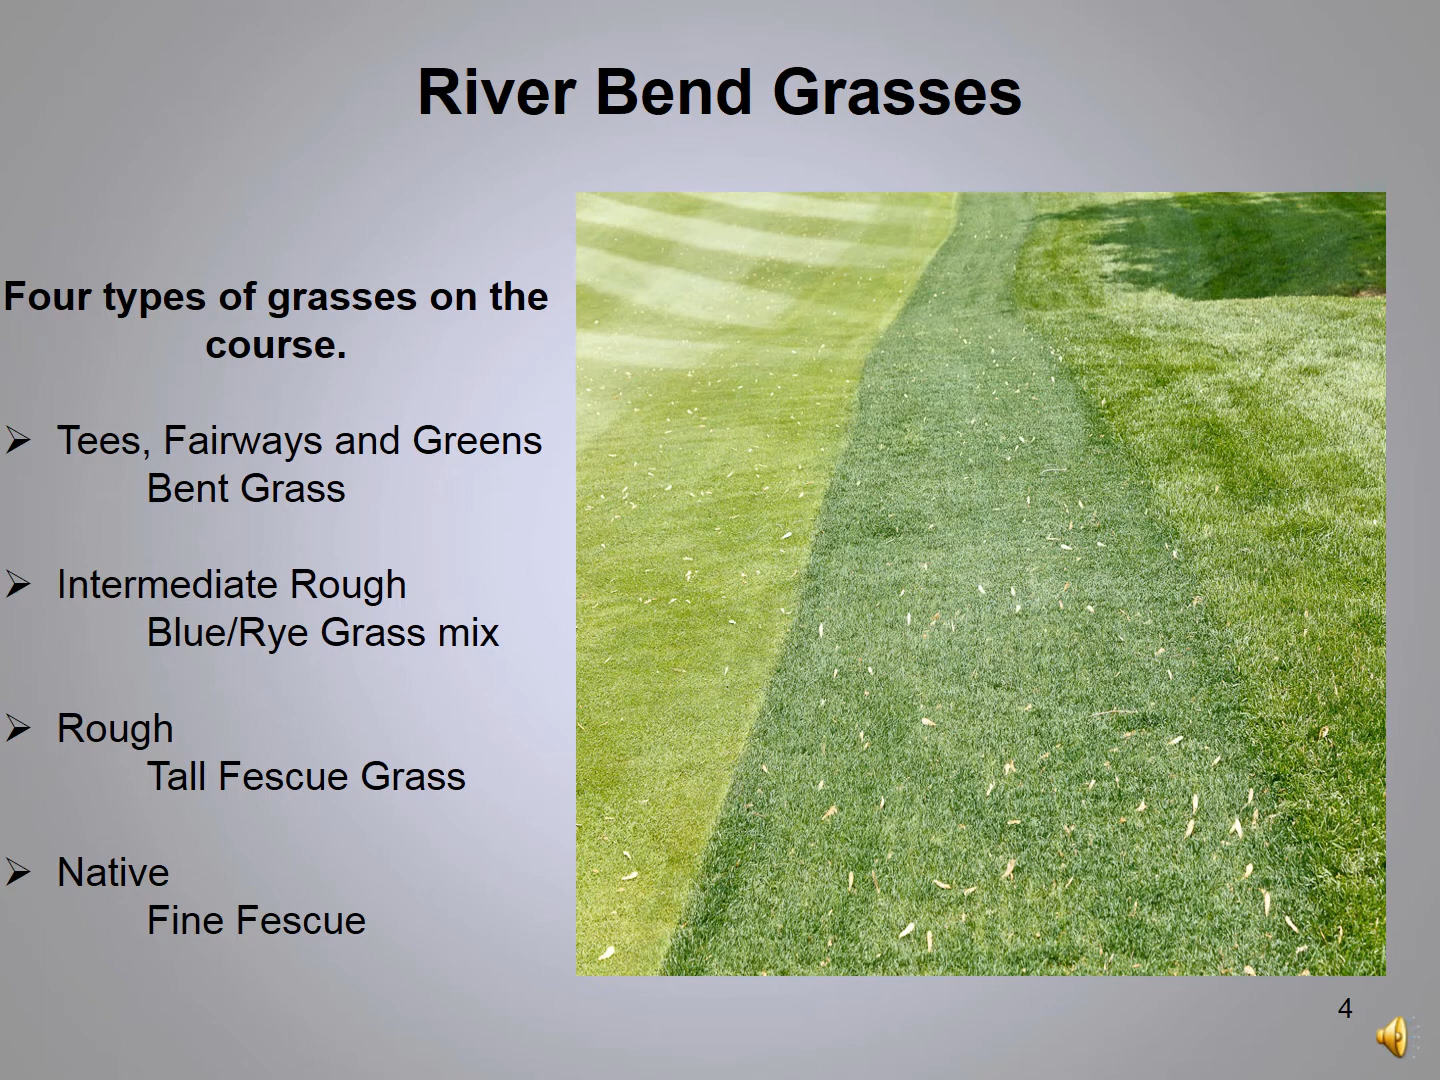 River Bend Grasses
Four types of grasses on the
course.
➢ Tees, Fairways and Greens
Bent Grass
➢ Intermediate Rough
Blue/Rye Grass mix
➢ Rough
Tall Fescue Grass
➢ Native
Fine Fescue
4